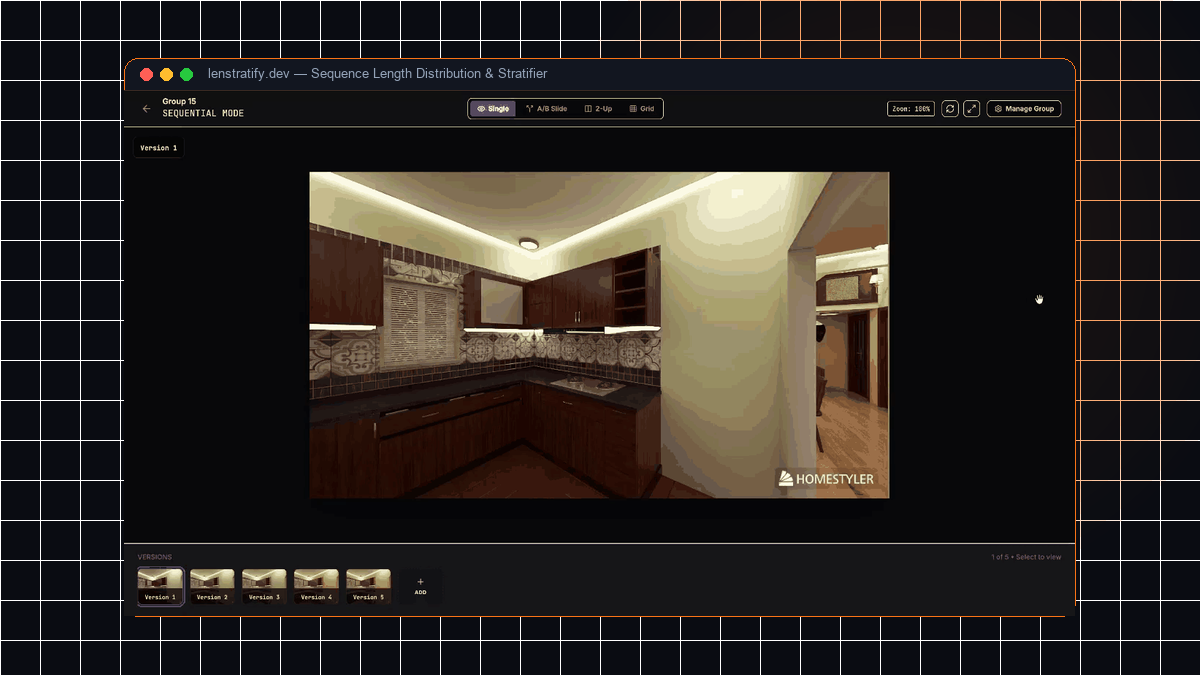 lenstratify.dev — Sequence Length Distribution & Stratifier
Group 15
SEQUENTIAL MODE
Single
A/B Slide
2-Up
Grid
Zoom: 100%
Manage Group
Version 1
HOMESTYLER
VERSIONS
1 of 5 • Select to view
Version 1
Version 2
Version 3
Version 4
Version 5
+
ADD